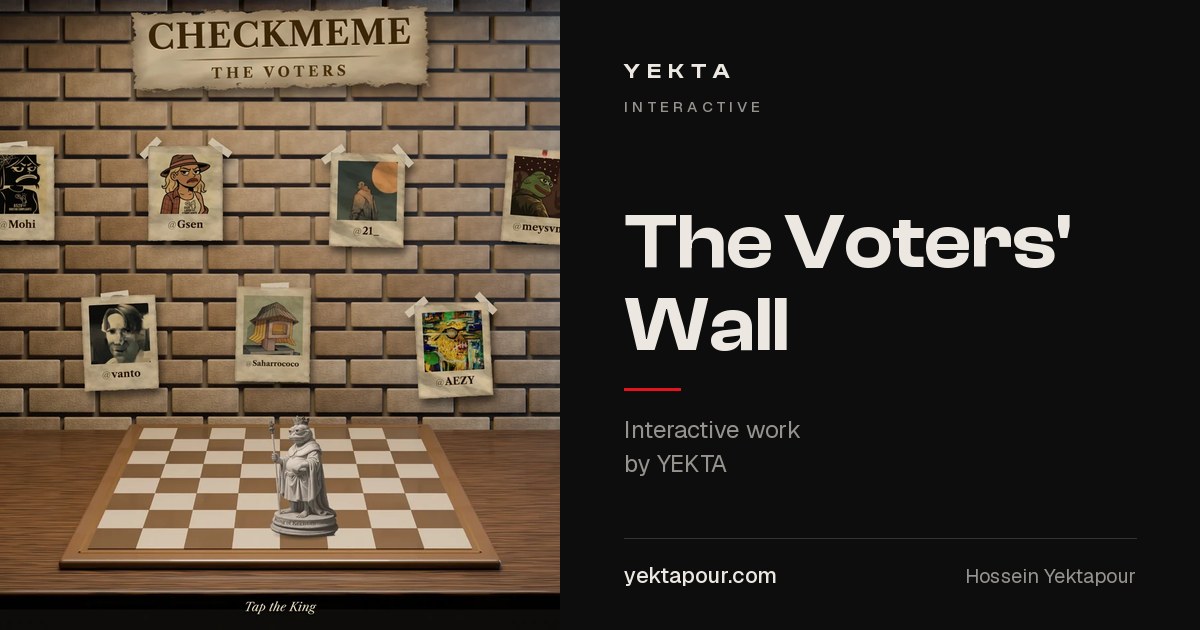 CHECKMEME
THE VOTERS
@Mohi
@Gsen
@21_
@meysvn
@vanto
@Saharrococo
@AEZY
Tap the King
YEKTA
INTERACTIVE
The Voters'
Wall
Interactive work
by YEKTA
yektapour.com
Hossein Yektapour